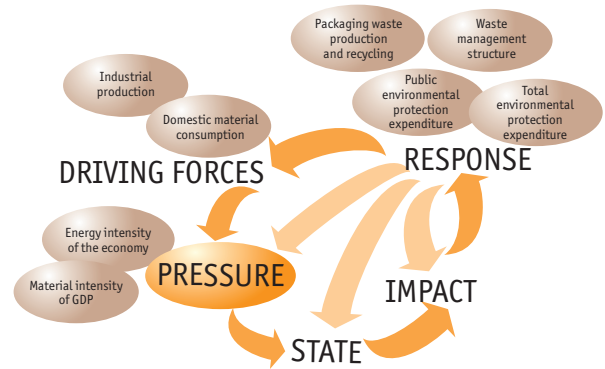 Packaging waste
production
and recycling
Waste
management
structure
Industrial
production
Public
environmental
protection
expenditure
Total
environmental
protection
expenditure
Domestic material
consumption
DRIVING FORCES
RESPONSE
Energy intensity
of the economy
Material intensity
of GDP
PRESSURE
IMPACT
STATE